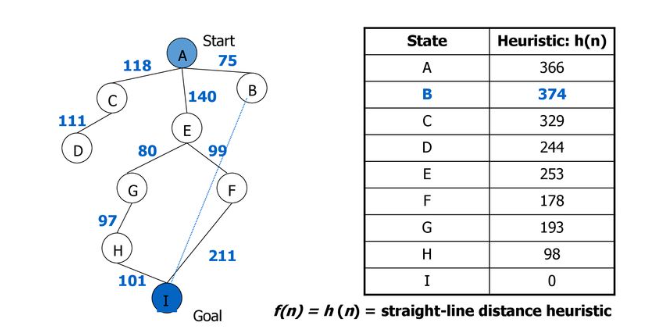 Start
A
118
75
C
140
B
111
E
D
80
99
G
F
97
H
211
101
I
Goal
State Heuristic: h(n)
A 366
B 374
C 329
D 244
E 253
F 178
G 193
H 98
I 0
f(n) = h (n) = straight-line distance heuristic